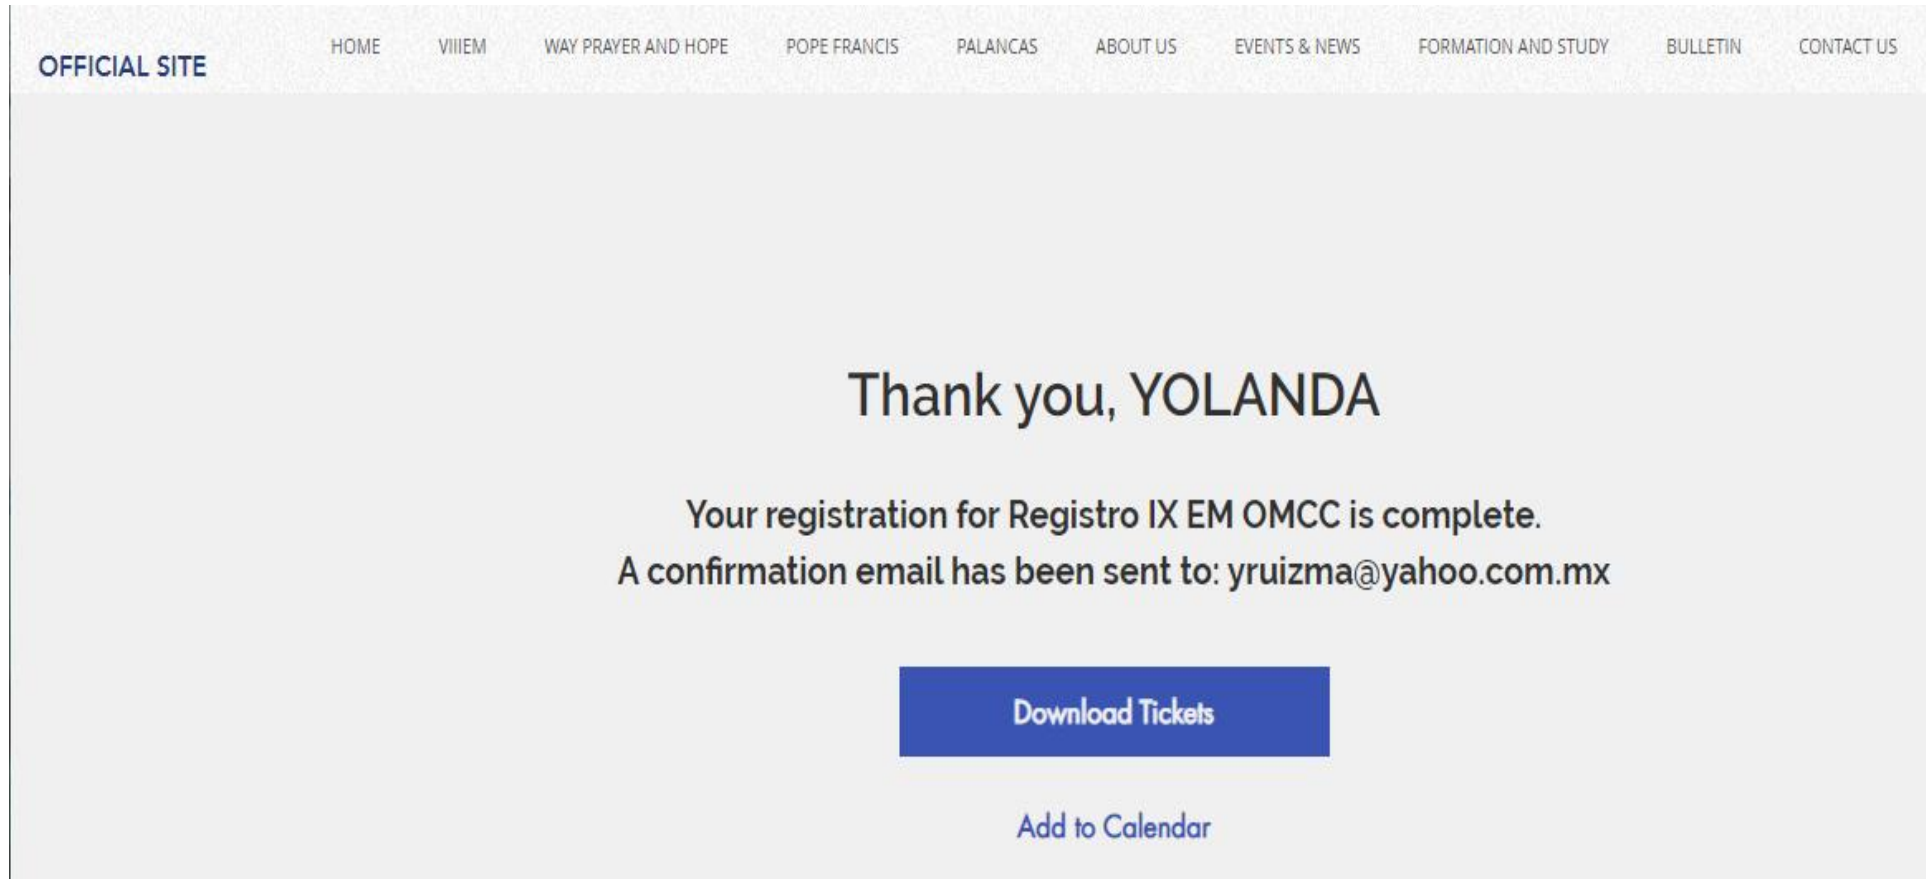 OFFICIAL SITE
HOME VIIIEM WAY PRAYER AND HOPE POPE FRANCIS PALANCAS ABOUT US EVENTS & NEWS FORMATION AND STUDY BULLETIN CONTACT US
Thank you, YOLANDA
Your registration for Registro IX EM OMCC is complete.
A confirmation email has been sent to: yruizma@yahoo.com.mx
Download Tickets
Add to Calendar